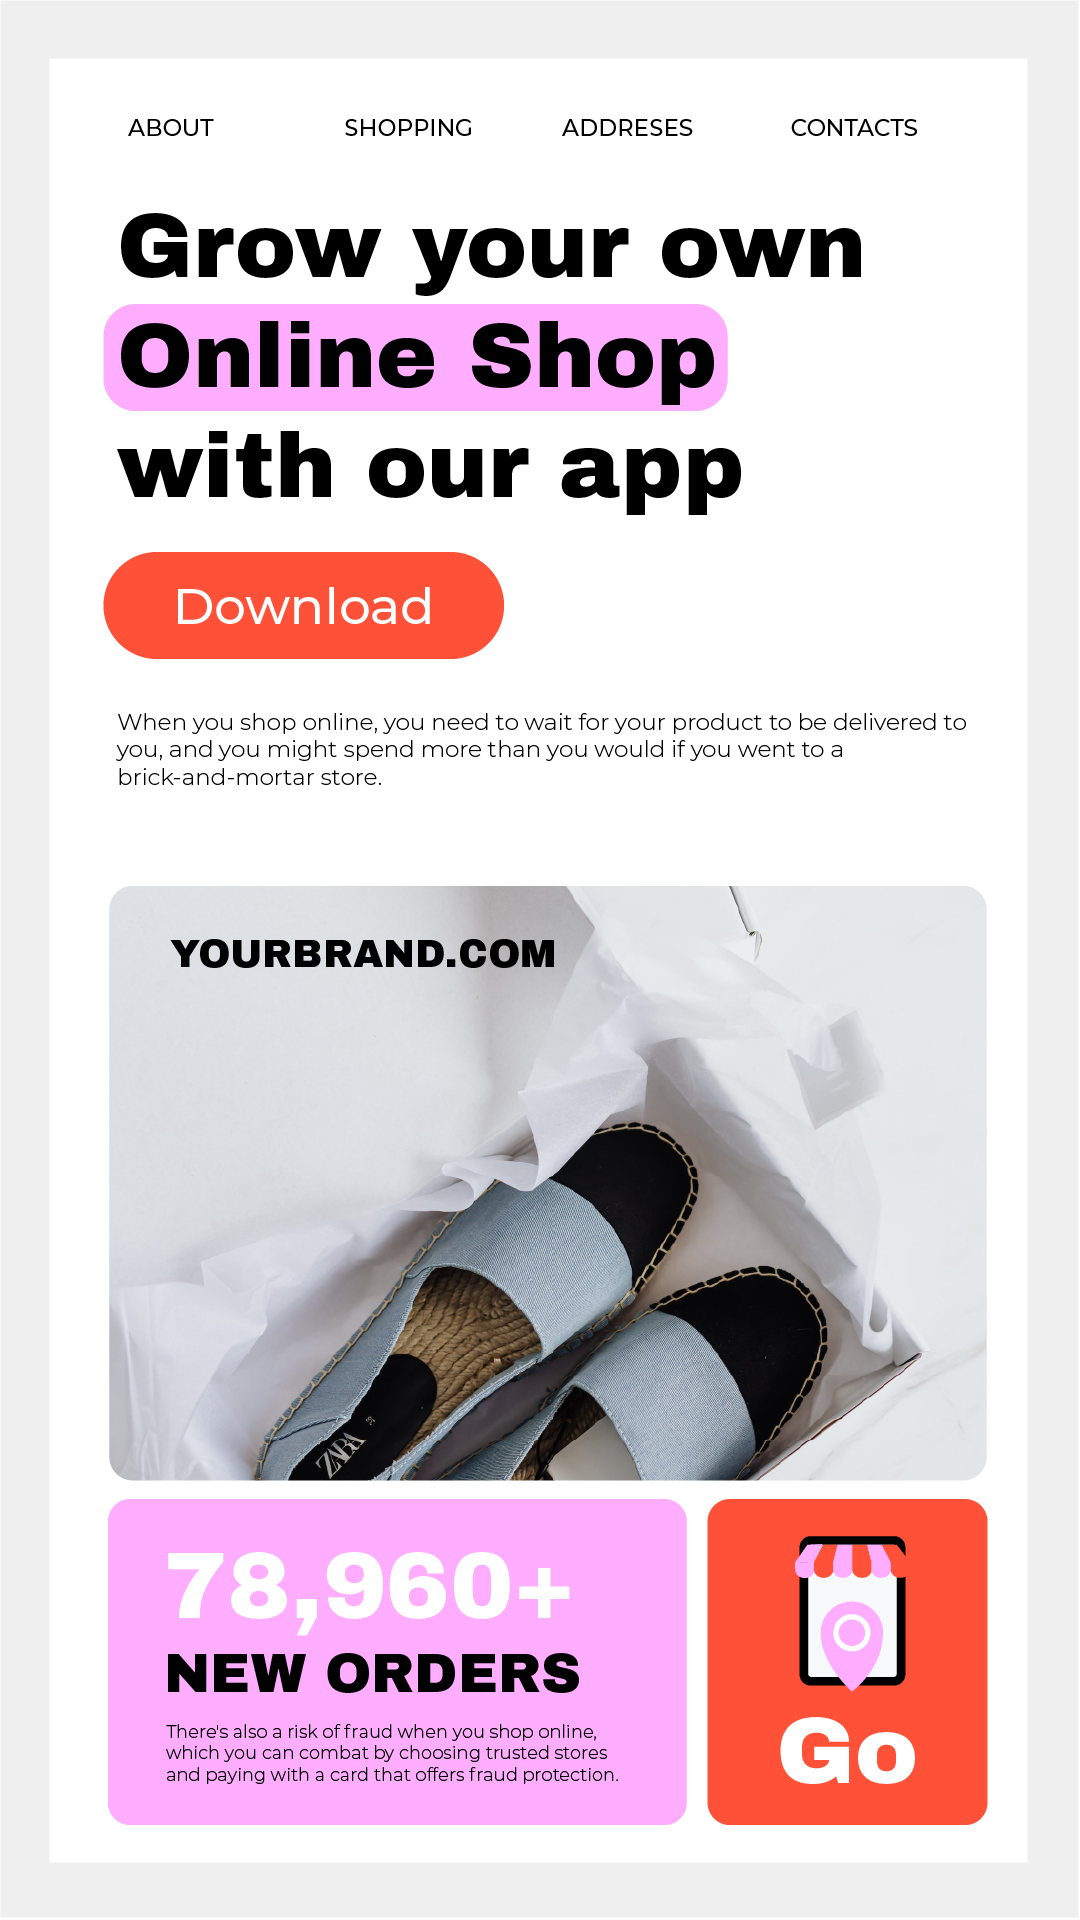 ABOUT SHOPPING ADDRESES CONTACTS
Grow your own
Online Shop
with our app
Download
When you shop online, you need to wait for your product to be delivered to
you, and you might spend more than you would if you went to a
brick-and-mortar store.
YOURBRAND.COM
ZARA
78,960+
NEW ORDERS
There's also a risk of fraud when you shop online,
which you can combat by choosing trusted stores
and paying with a card that offers fraud protection.
Go